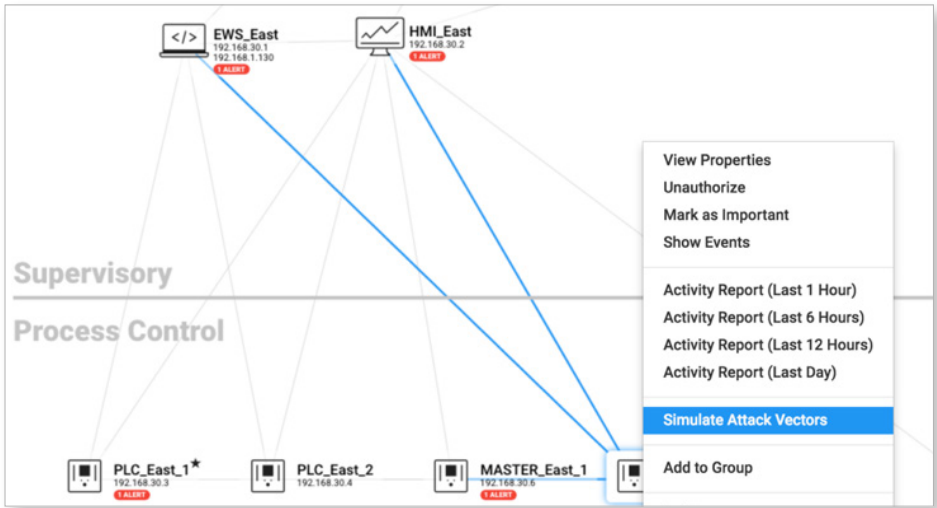 </>
EWS_East
192.168.30.1
192.168.1.130
1 ALERT
HMI_East
192.168.30.2
1 ALERT
View Properties
Unauthorize
Mark as Important
Show Events
Supervisory
Process Control
Activity Report (Last 1 Hour)
Activity Report (Last 6 Hours)
Activity Report (Last 12 Hours)
Activity Report (Last Day)
Simulate Attack Vectors
Add to Group
PLC_East_1★
192.168.30.3
1 ALERT
PLC_East_2
192.168.30.4
MASTER_East_1
192.168.30.6
1 ALERT